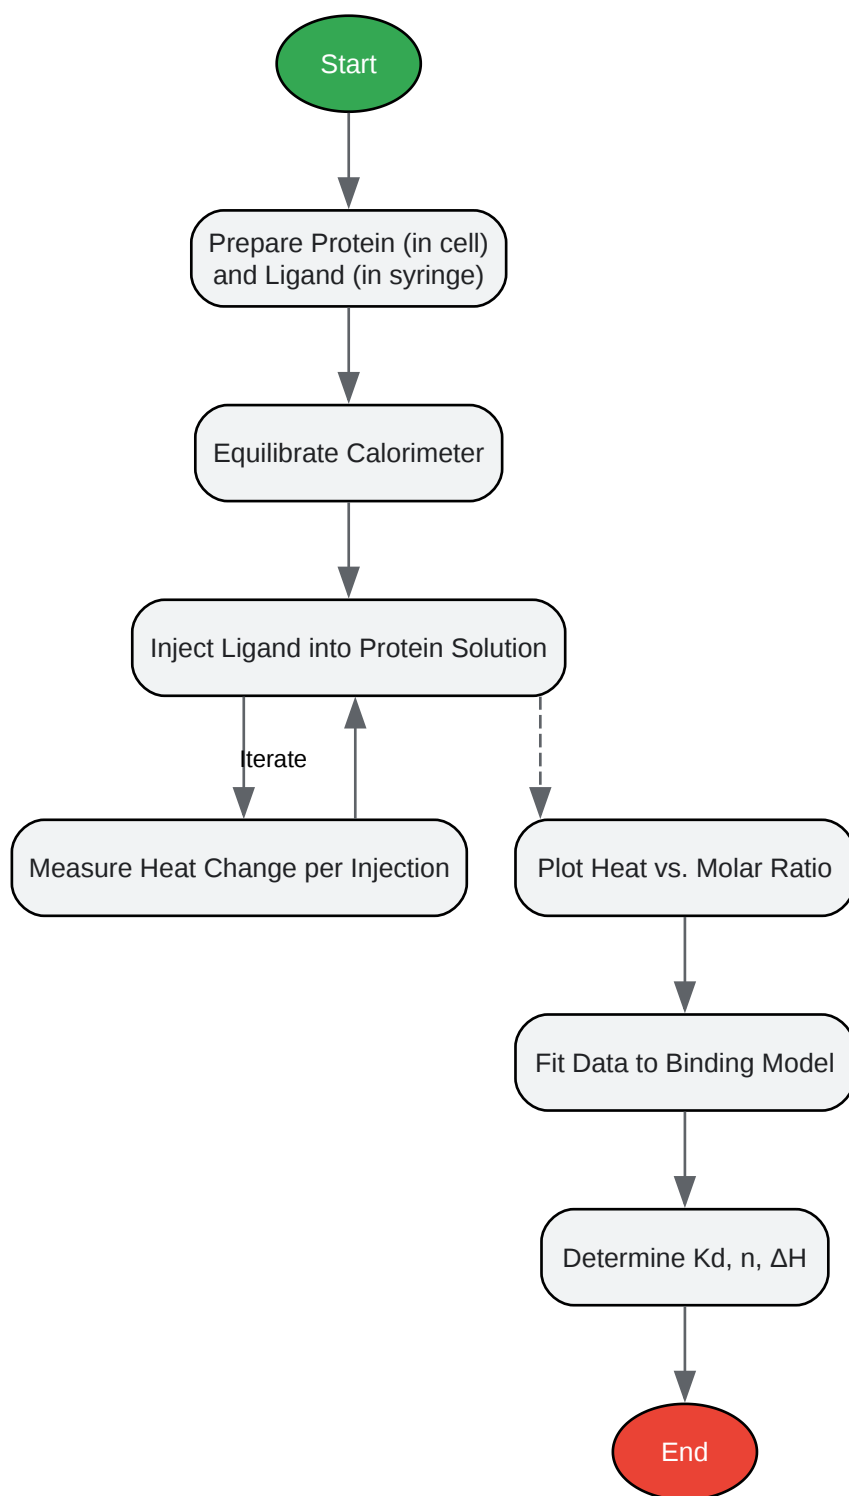 Start
Prepare Protein (in cell)
and Ligand (in syringe)
Equilibrate Calorimeter
Inject Ligand into Protein Solution
Iterate
Measure Heat Change per Injection
Plot Heat vs. Molar Ratio
Fit Data to Binding Model
Determine Kd, n, ΔH
End